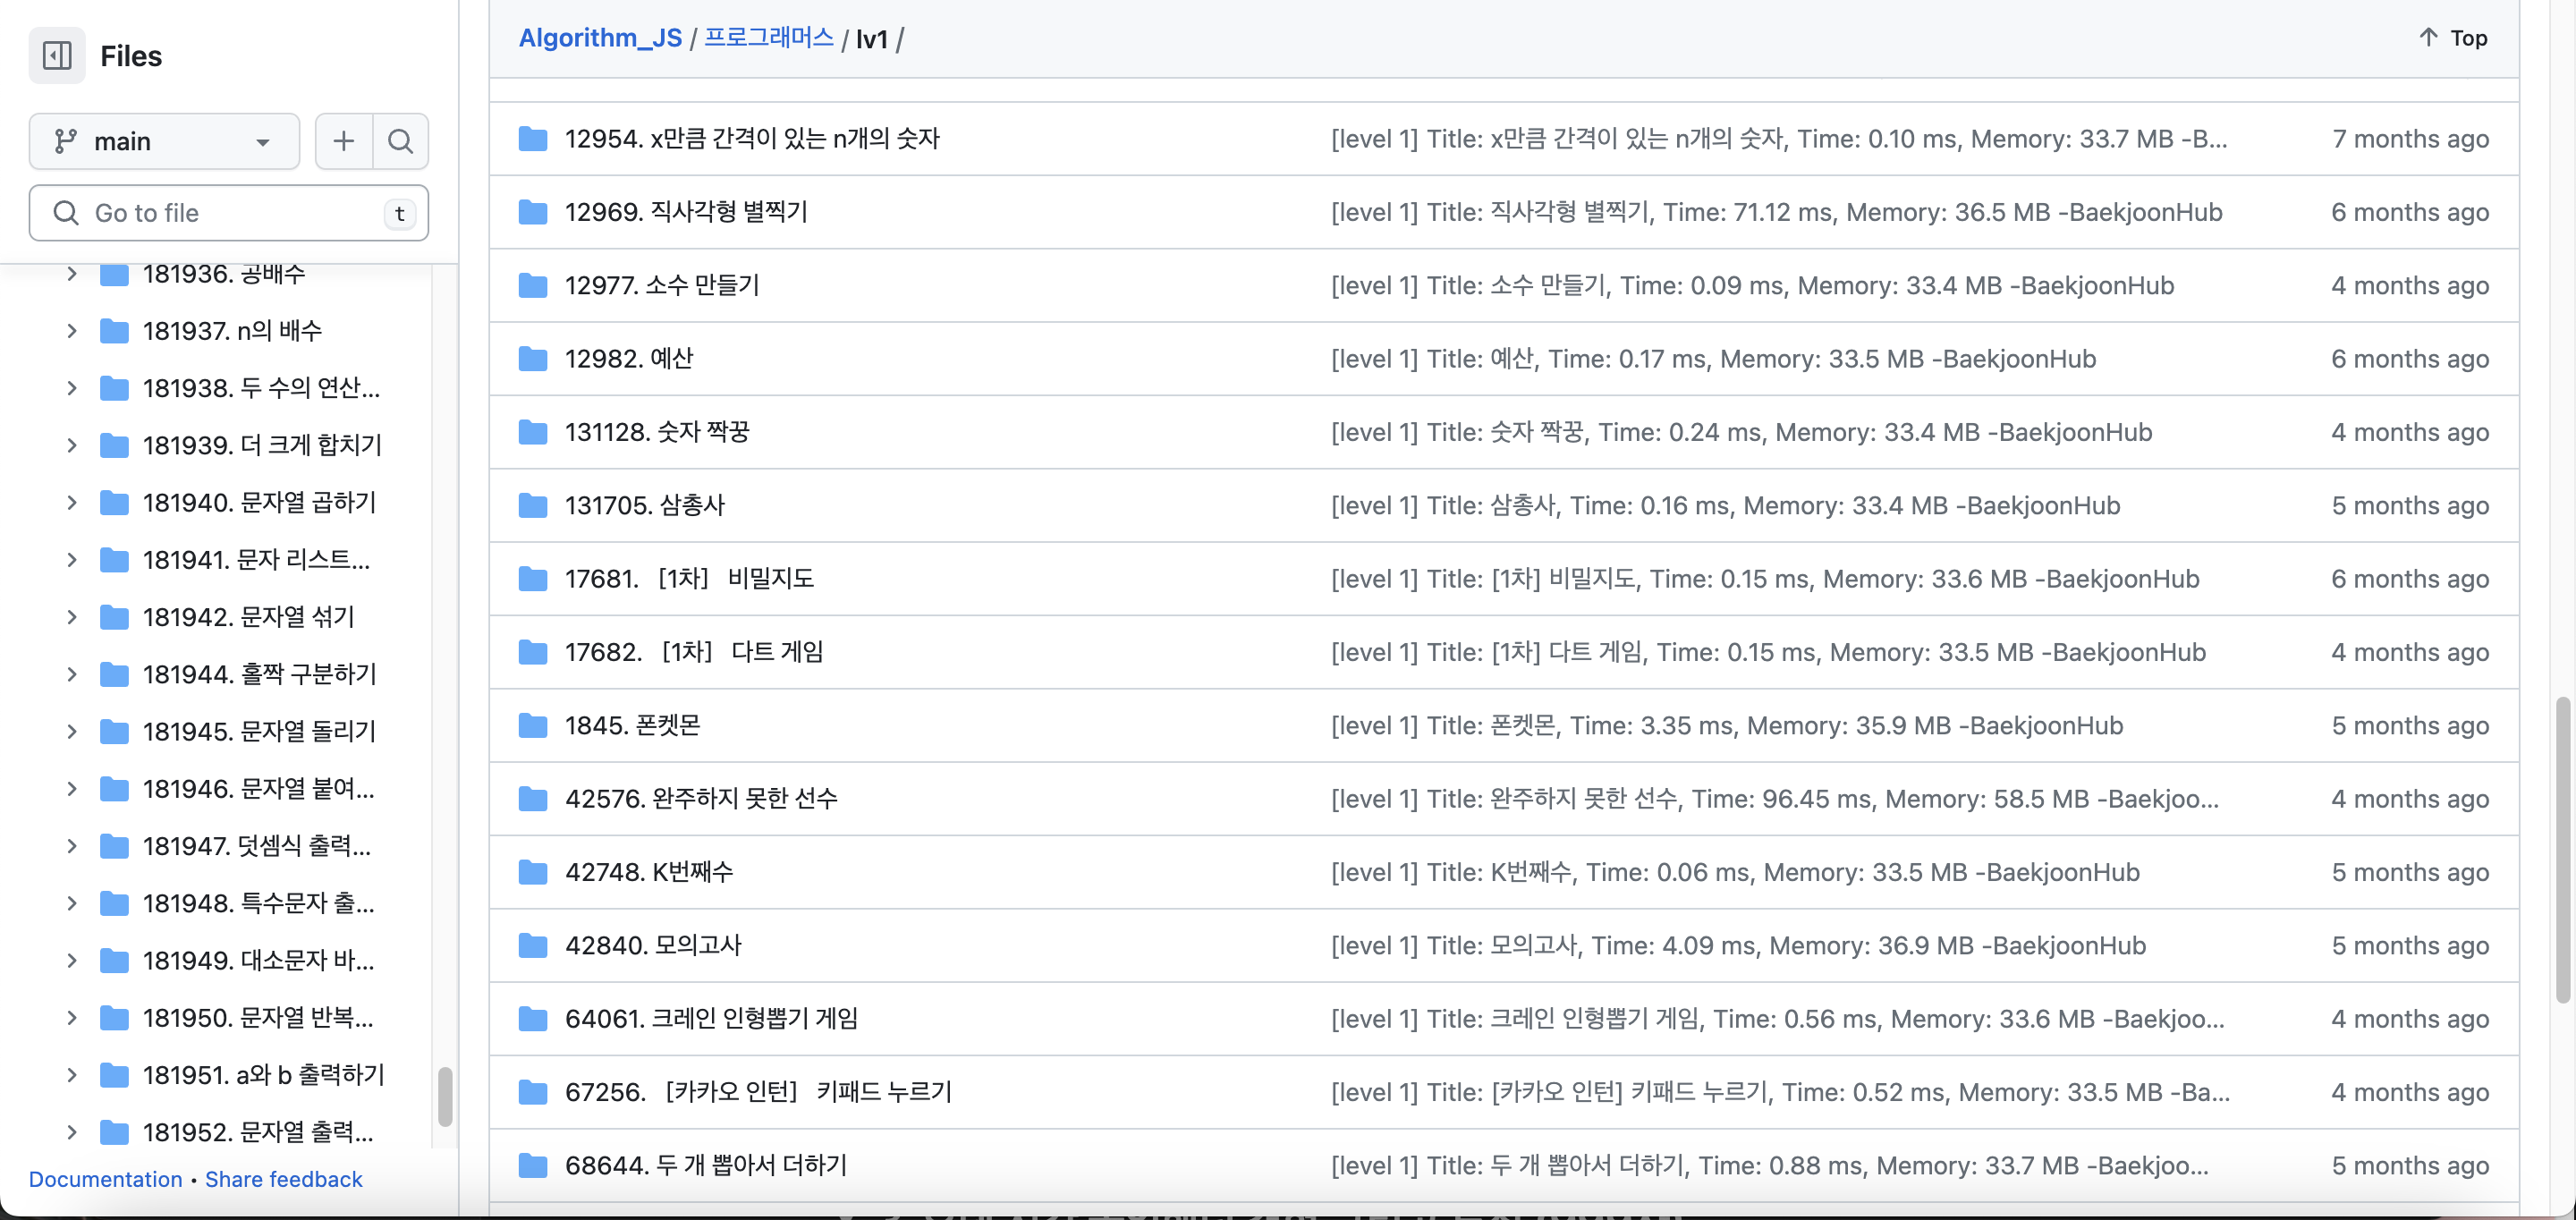 Files
main
Go to file t
181936. 공배수
181937. n의 배수
181938. 두 수의 연산...
181939. 더 크게 합치기
181940. 문자열 곱하기
181941. 문자 리스트...
181942. 문자열 섞기
181944. 홀짝 구분하기
181945. 문자열 돌리기
181946. 문자열 붙여...
181947. 덧셈식 출력...
181948. 특수문자 출...
181949. 대소문자 바...
181950. 문자열 반복...
181951. a와 b 출력하기
181952. 문자열 출력...
Documentation • Share feedback
Algorithm_JS / 프로그래머스 / lv1 / Top
12954. x만큼 간격이 있는 n개의 숫자 [level 1] Title: x만큼 간격이 있는 n개의 숫자, Time: 0.10 ms, Memory: 33.7 MB -B... 7 months ago
12969. 직사각형 별찍기 [level 1] Title: 직사각형 별찍기, Time: 71.12 ms, Memory: 36.5 MB -BaekjoonHub 6 months ago
12977. 소수 만들기 [level 1] Title: 소수 만들기, Time: 0.09 ms, Memory: 33.4 MB -BaekjoonHub 4 months ago
12982. 예산 [level 1] Title: 예산, Time: 0.17 ms, Memory: 33.5 MB -BaekjoonHub 6 months ago
131128. 숫자 짝꿍 [level 1] Title: 숫자 짝꿍, Time: 0.24 ms, Memory: 33.4 MB -BaekjoonHub 4 months ago
131705. 삼총사 [level 1] Title: 삼총사, Time: 0.16 ms, Memory: 33.4 MB -BaekjoonHub 5 months ago
17681. [1차] 비밀지도 [level 1] Title: [1차] 비밀지도, Time: 0.15 ms, Memory: 33.6 MB -BaekjoonHub 6 months ago
17682. [1차] 다트 게임 [level 1] Title: [1차] 다트 게임, Time: 0.15 ms, Memory: 33.5 MB -BaekjoonHub 4 months ago
1845. 폰켓몬 [level 1] Title: 폰켓몬, Time: 3.35 ms, Memory: 35.9 MB -BaekjoonHub 5 months ago
42576. 완주하지 못한 선수 [level 1] Title: 완주하지 못한 선수, Time: 96.45 ms, Memory: 58.5 MB -Baekjoo... 4 months ago
42748. K번째수 [level 1] Title: K번째수, Time: 0.06 ms, Memory: 33.5 MB -BaekjoonHub 5 months ago
42840. 모의고사 [level 1] Title: 모의고사, Time: 4.09 ms, Memory: 36.9 MB -BaekjoonHub 5 months ago
64061. 크레인 인형뽑기 게임 [level 1] Title: 크레인 인형뽑기 게임, Time: 0.56 ms, Memory: 33.6 MB -Baekjoo... 4 months ago
67256. [카카오 인턴] 키패드 누르기 [level 1] Title: [카카오 인턴] 키패드 누르기, Time: 0.52 ms, Memory: 33.5 MB -Ba... 4 months ago
68644. 두 개 뽑아서 더하기 [level 1] Title: 두 개 뽑아서 더하기, Time: 0.88 ms, Memory: 33.7 MB -Baekjoo... 5 months ago